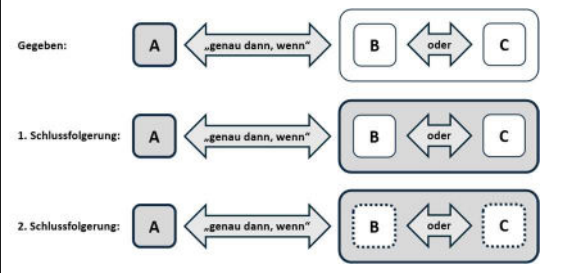 Gegeben: A „genau dann, wenn“ B oder C
1. Schlussfolgerung: A „genau dann, wenn“ B oder C
2. Schlussfolgerung: A „genau dann, wenn“ B oder C